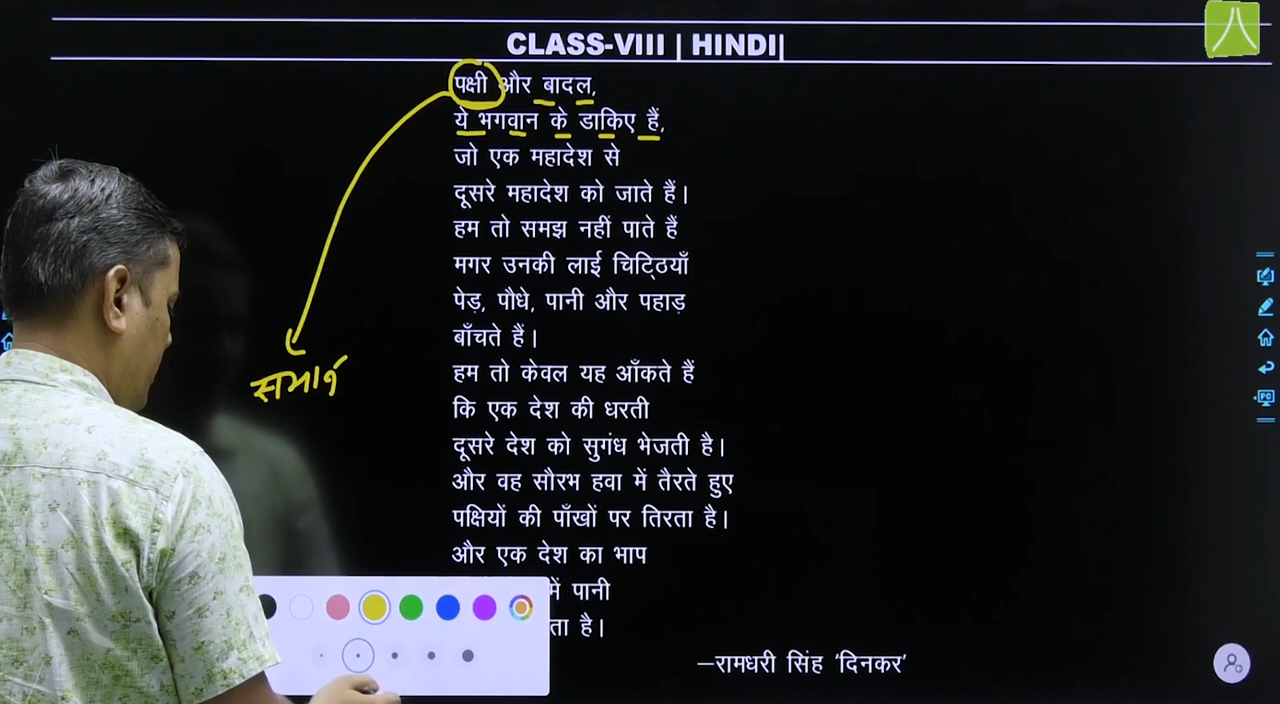 CLASS-VIII | HINDI|
पक्षी और बादल,
ये भगवान के डाकिए हैं,
जो एक महादेश से
दूसरे महादेश को जाते हैं।
हम तो समझ नहीं पाते हैं
मगर उनकी लाई चिट्ठियाँ
पेड़, पौधे, पानी और पहाड़
बाँचते हैं।
हम तो केवल यह आँकते हैं
कि एक देश की धरती
दूसरे देश को सुगंध भेजती है।
और वह सौरभ हवा में तैरते हुए
पक्षियों की पाँखों पर तिरता है।
और एक देश का भाप
में पानी
ता है।
–रामधरी सिंह 'दिनकर'
PC